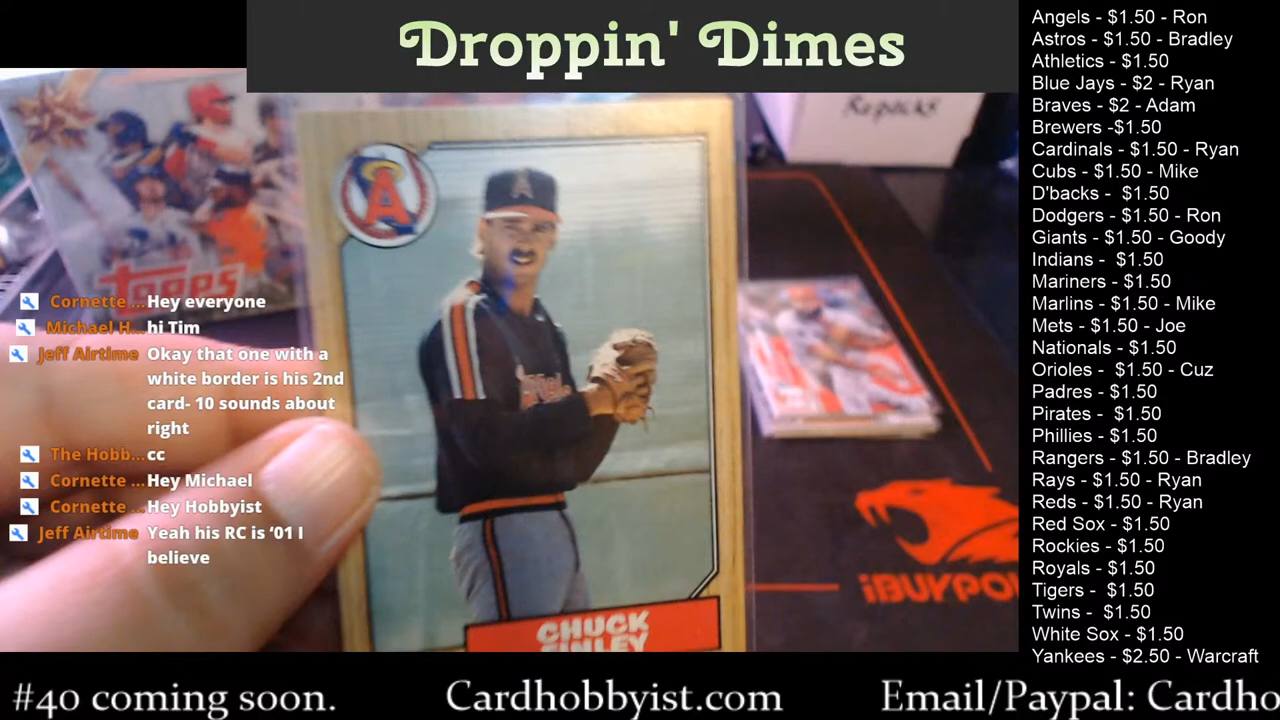 Droppin' Dimes
Repacks
A
A
Topps
Cornette ... Hey everyone
Michael H... hi Tim
Jeff Airtime Okay that one with a
white border is his 2nd
card- 10 sounds about
right
The Hobb... cc
Cornette ... Hey Michael
Cornette ... Hey Hobbyist
Jeff Airtime Yeah his RC is ‘01 I
believe
CHUCK
FINLEY
iBUYPO
Angels - $1.50 - Ron
Astros - $1.50 - Bradley
Athletics - $1.50
Blue Jays - $2 - Ryan
Braves - $2 - Adam
Brewers -$1.50
Cardinals - $1.50 - Ryan
Cubs - $1.50 - Mike
D'backs - $1.50
Dodgers - $1.50 - Ron
Giants - $1.50 - Goody
Indians - $1.50
Mariners - $1.50
Marlins - $1.50 - Mike
Mets - $1.50 - Joe
Nationals - $1.50
Orioles - $1.50 - Cuz
Padres - $1.50
Pirates - $1.50
Phillies - $1.50
Rangers - $1.50 - Bradley
Rays - $1.50 - Ryan
Reds - $1.50 - Ryan
Red Sox - $1.50
Rockies - $1.50
Royals - $1.50
Tigers - $1.50
Twins - $1.50
White Sox - $1.50
Yankees - $2.50 - Warcraft
#40 coming soon. Cardhobbyist.com Email/Paypal: Cardho